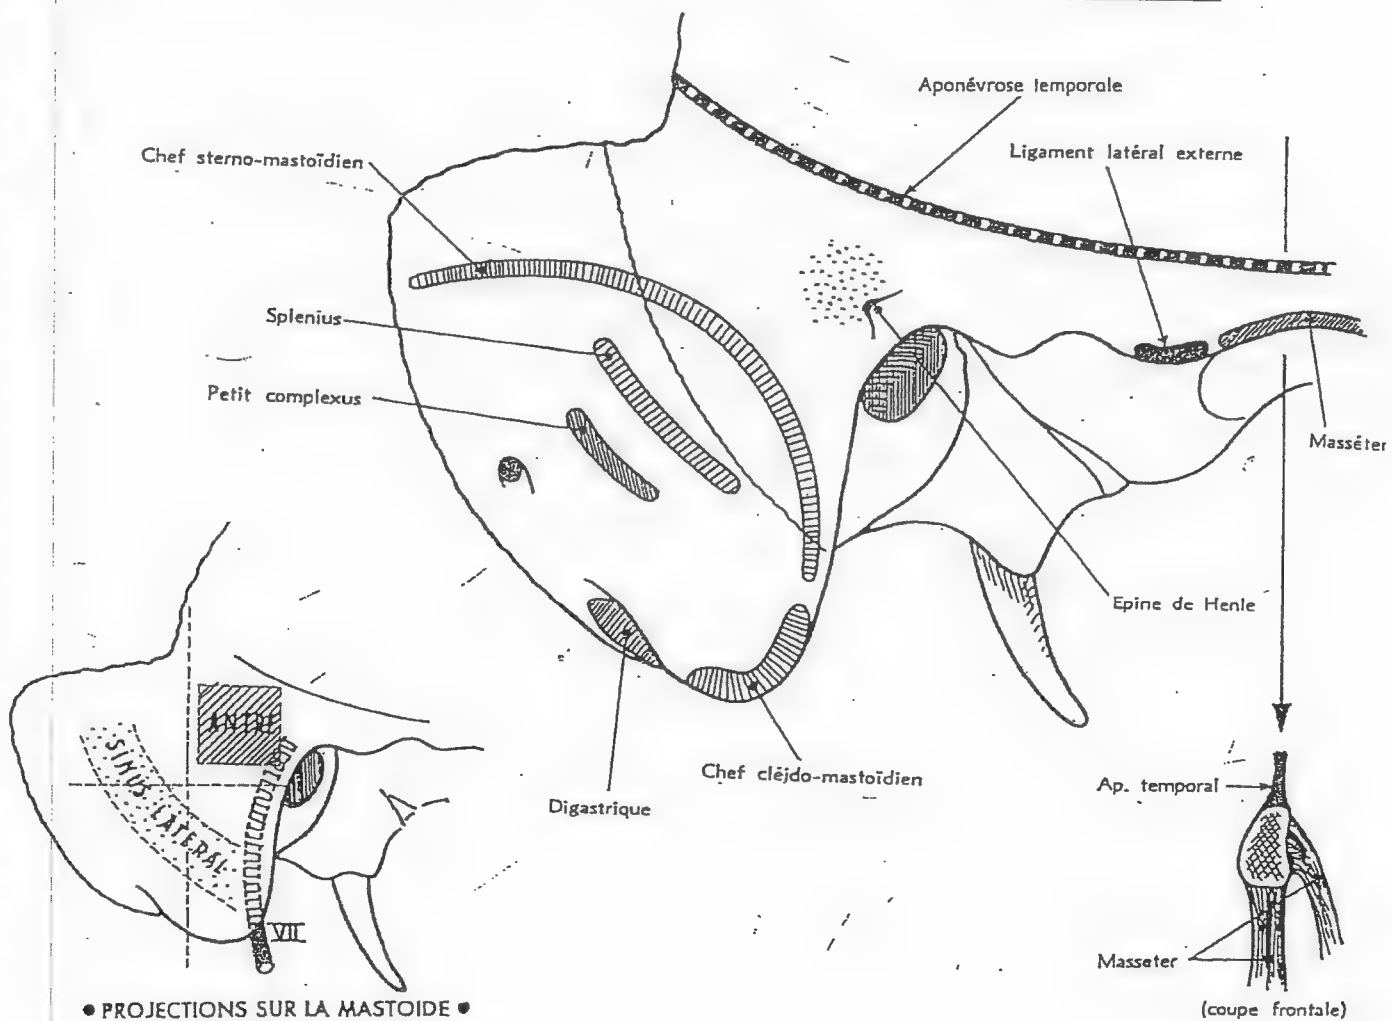 Aponévrose temporale
Chef sterno-mastoïdien
Ligament latéral externe
Splenius
Petit complexus
Masséter
Epine de Henle
ANTRE
SINUS LATERAL
Chef cléjdo-mastoïdien
Ap. temporal
Digastrique
VII
Masseter
● PROJECTIONS SUR LA MASTOIDE ●
(coupe frontale)